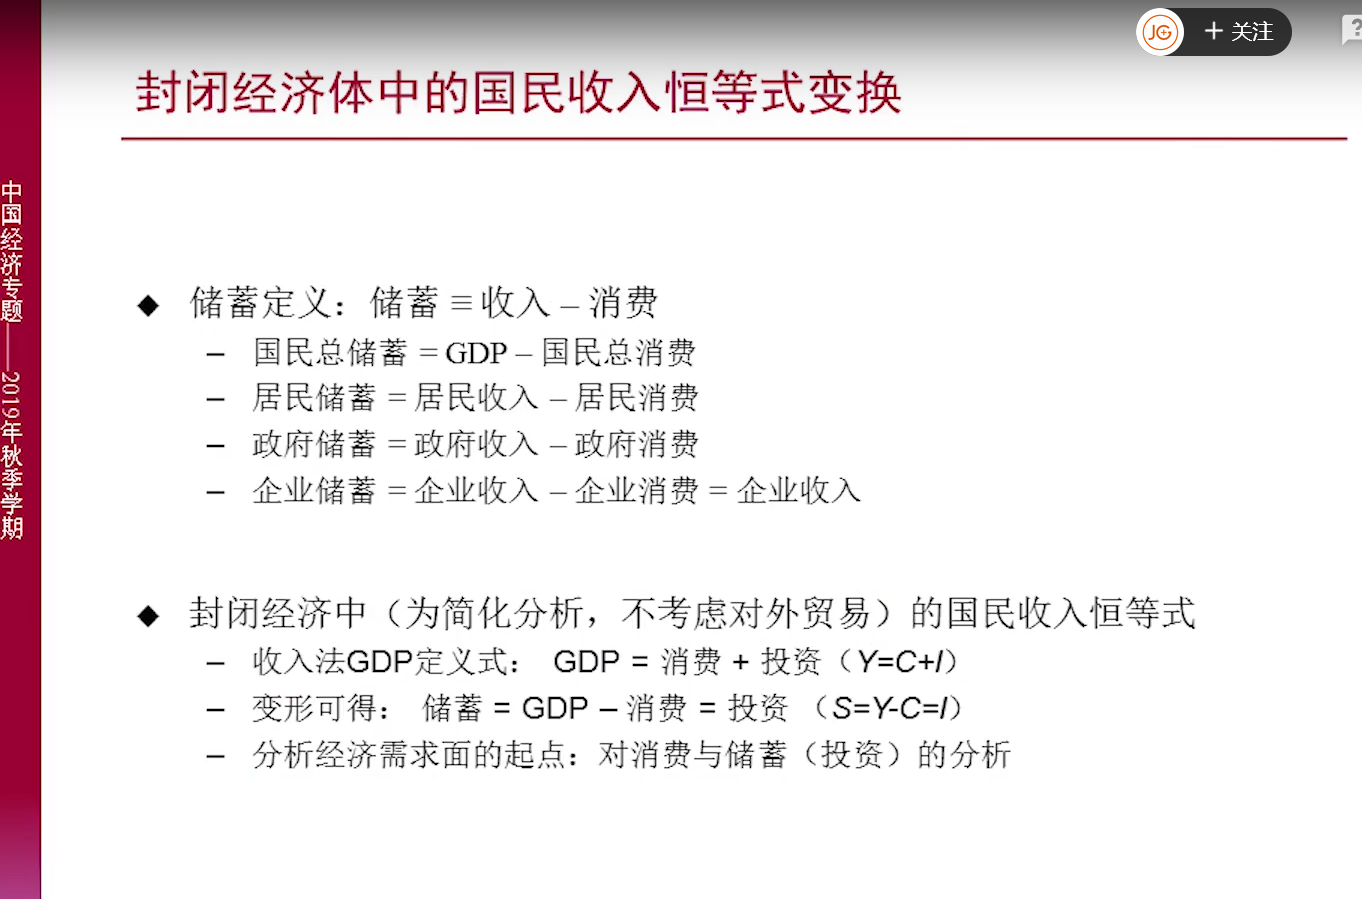 JG
+ 关注
?
封闭经济体中的国民收入恒等式变换
中国经济专题——2019年秋季学期
◆ 储蓄定义：储蓄 ≡ 收入 – 消费
– 国民总储蓄 = GDP – 国民总消费
– 居民储蓄 = 居民收入 – 居民消费
– 政府储蓄 = 政府收入 – 政府消费
– 企业储蓄 = 企业收入 – 企业消费 = 企业收入
◆ 封闭经济中（为简化分析，不考虑对外贸易）的国民收入恒等式
– 收入法GDP定义式： GDP = 消费 + 投资（Y=C+I）
– 变形可得： 储蓄 = GDP – 消费 = 投资 （S=Y-C=I）
– 分析经济需求面的起点：对消费与储蓄（投资）的分析